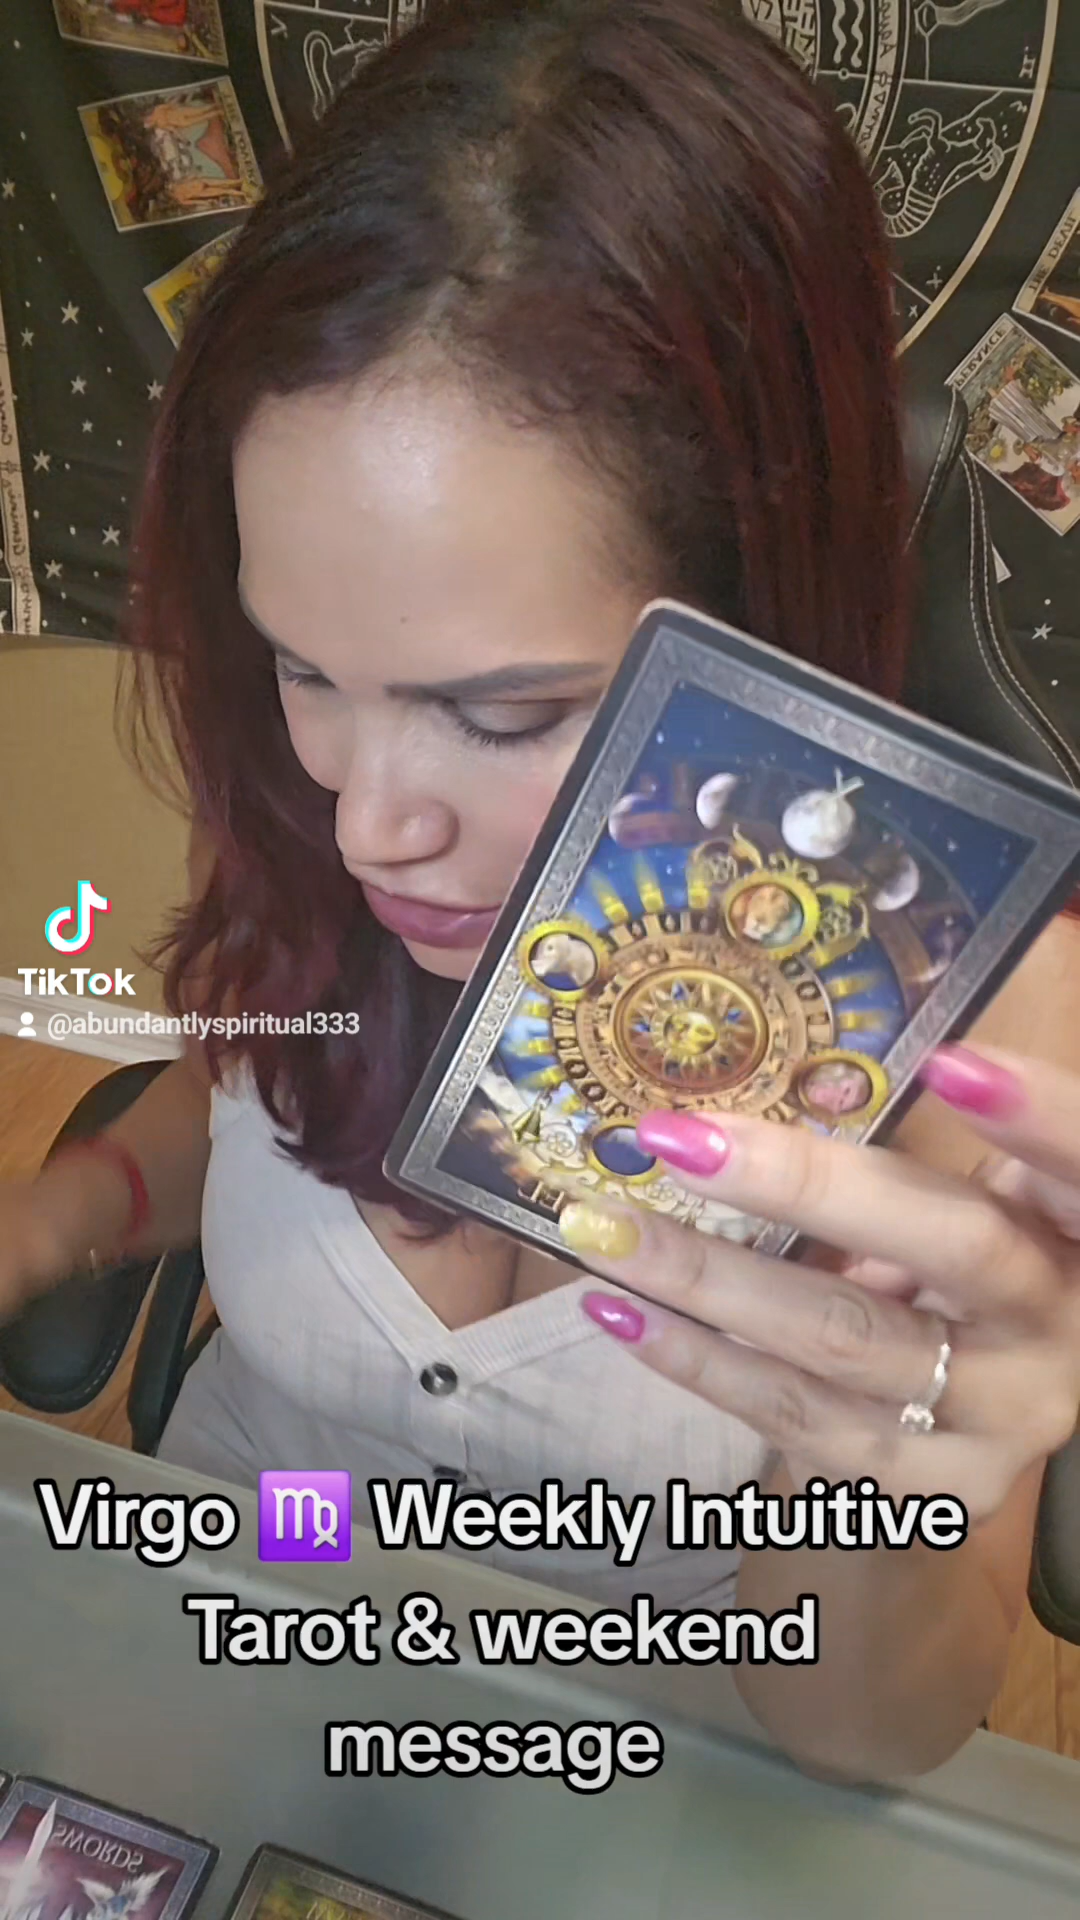 TikTok
@abundantlyspiritual333
Virgo ♍ Weekly Intuitive
Tarot & weekend
message
SWORDS